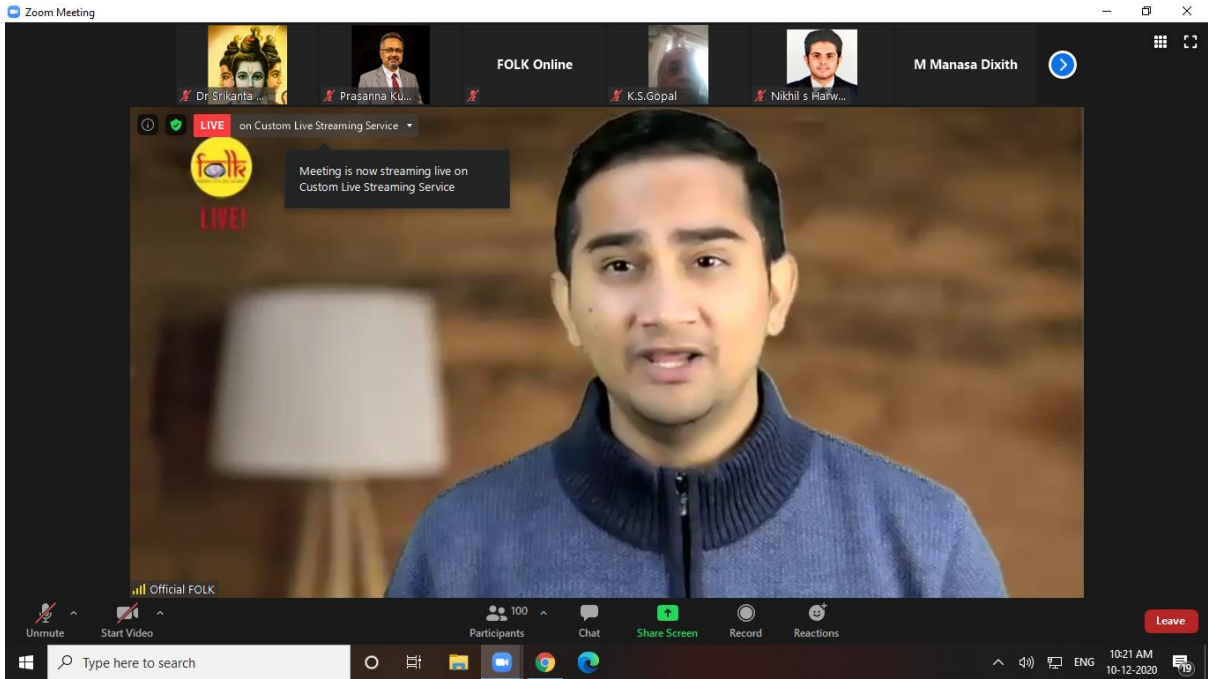 Zoom Meeting
Dr Srikanta ...
Prasanna Ku...
FOLK Online
K.S.Gopal
Nikhil s Harw...
M Manasa Dixith
LIVE on Custom Live Streaming Service
Meeting is now streaming live on
Custom Live Streaming Service
folk
LIVE!
Official FOLK
Unmute
Start Video
100
Participants
Chat
Share Screen
Record
Reactions
Leave
Type here to search
ENG
10:21 AM
10-12-2020
19